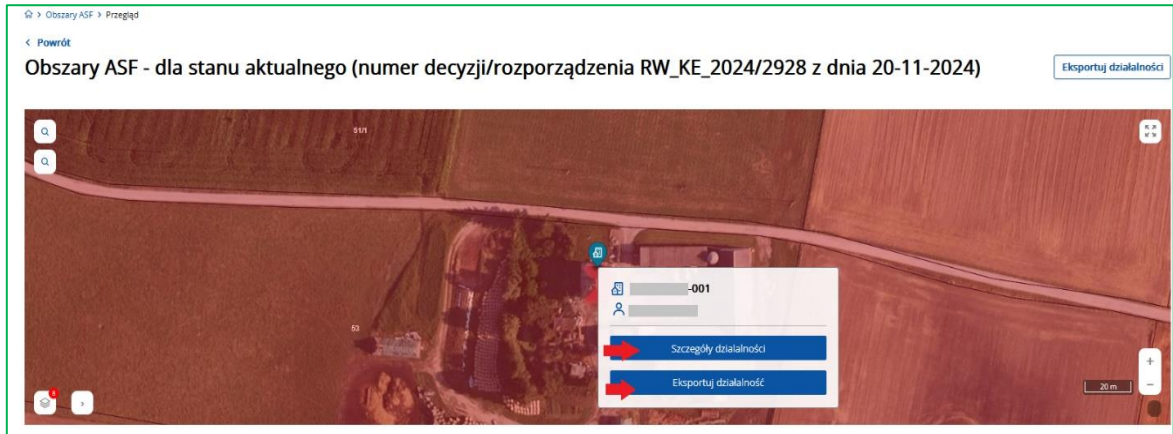 > Obszary ASF > Przegląd
< Powrót
Obszary ASF - dla stanu aktualnego (numer decyzji/rozporządzenia RW_KE_2024/2928 z dnia 20-11-2024)
Eksportuj działalności
51/1
-001
53
Szczegóły działalności
Eksportuj działalność
+
20 m
-
8
>